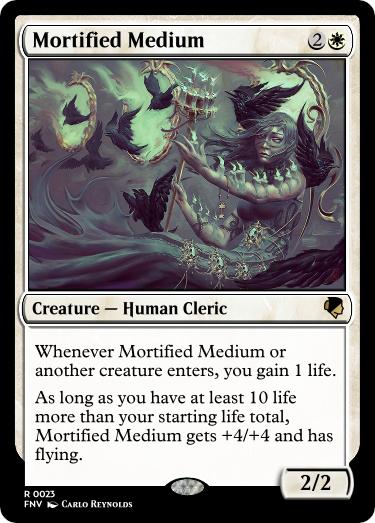 Mortified Medium 2
Creature — Human Cleric
Whenever Mortified Medium or
another creature enters, you gain 1 life.
As long as you have at least 10 life
more than your starting life total,
Mortified Medium gets +4/+4 and has
flying.
2/2
R 0023
FNV Carlo Reynolds